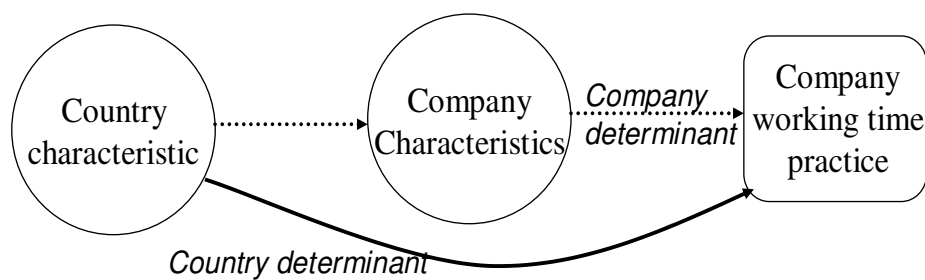 Country
characteristic
Company
Characteristics
Company
determinant
Company
working time
practice
Country determinant